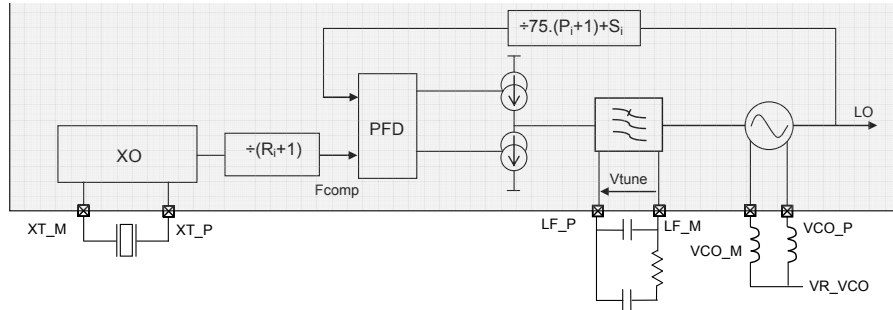 ÷75.(Pi+1)+Si
LO
PFD
XO
÷(Ri+1)
Fcomp
Vtune
XT_M
XT_P
LF_P
LF_M
VCO_M
VCO_P
VR_VCO